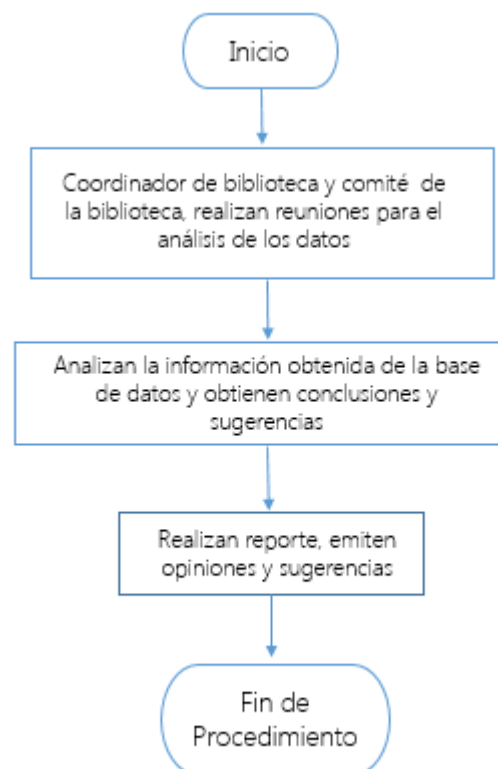 Inicio
Coordinador de biblioteca y comité de
la biblioteca, realizan reuniones para el
análisis de los datos
Analizan la información obtenida de la base
de datos y obtienen conclusiones y
sugerencias
Realizan reporte, emiten
opiniones y sugerencias
Fin de
Procedimiento